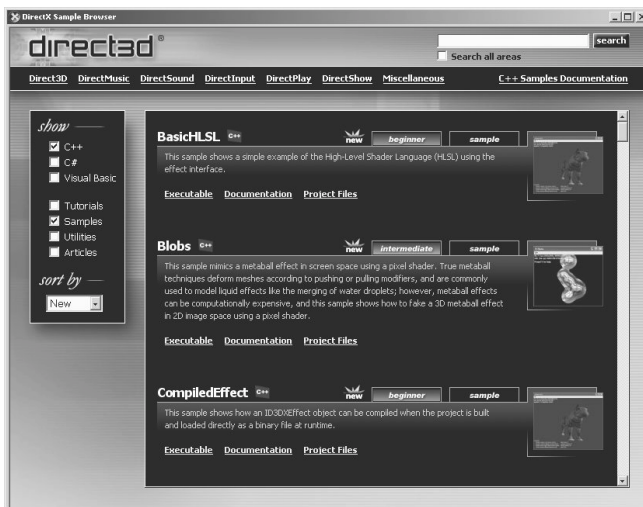 DirectX Sample Browser
direct3d®
search
Search all areas
Direct3D DirectMusic DirectSound DirectInput DirectPlay DirectShow Miscellaneous C++ Samples Documentation
show
C++
C#
Visual Basic
Tutorials
Samples
Utilities
Articles
sort by
New
BasicHLSL C++ new beginner sample
This sample shows a simple example of the High-Level Shader Language (HLSL) using the
effect interface.
Executable Documentation Project Files
Blobs C++ new intermediate sample
This sample mimics a metaball effect in screen space using a pixel shader. True metaball
techniques deform meshes according to pushing or pulling modifiers, and are commonly
used to model liquid effects like the merging of water droplets; however, metaball effects
can be computationally expensive, and this sample shows how to fake a 3D metaball effect
in 2D image space using a pixel shader.
Executable Documentation Project Files
CompiledEffect C++ new beginner sample
This sample shows how an ID3DXEffect object can be compiled when the project is built
and loaded directly as a binary file at runtime.
Executable Documentation Project Files